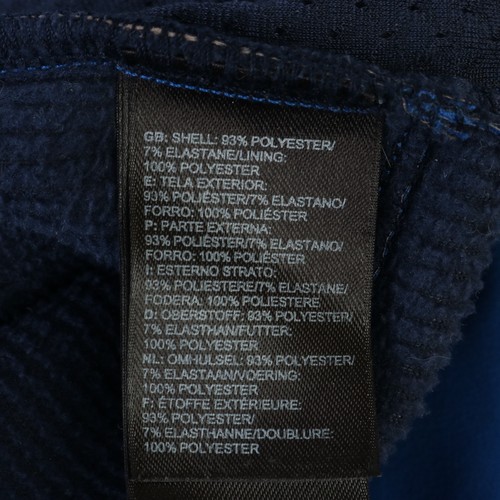 GB: SHELL: 93% POLYESTER/
7% ELASTANE/LINING:
100% POLYESTER
E: TELA EXTERIOR:
93% POLIÉSTER/7% ELASTANO/
FORRO: 100% POLIÉSTER
P: PARTE EXTERNA:
93% POLIÉSTER/7% ELASTANO/
FORRO: 100% POLIÉSTER
I: ESTERNO STRATO:
93% POLIESTERE/7% ELASTAN/
FODERA: 100% POLIESTERE
D: OBERSTOFF: 93% POLYESTER/
7% ELASTHAN/FUTTER:
100% POLYESTER
NL: OMHULSEL: 93% POLYESTER/
7% ELASTAAN/VOERING:
100% POLYESTER
F: ÉTOFFE EXTÉRIEURE:
93% POLYESTER/
7% ELASTHANNE/DOUBLURE:
100% POLYESTER